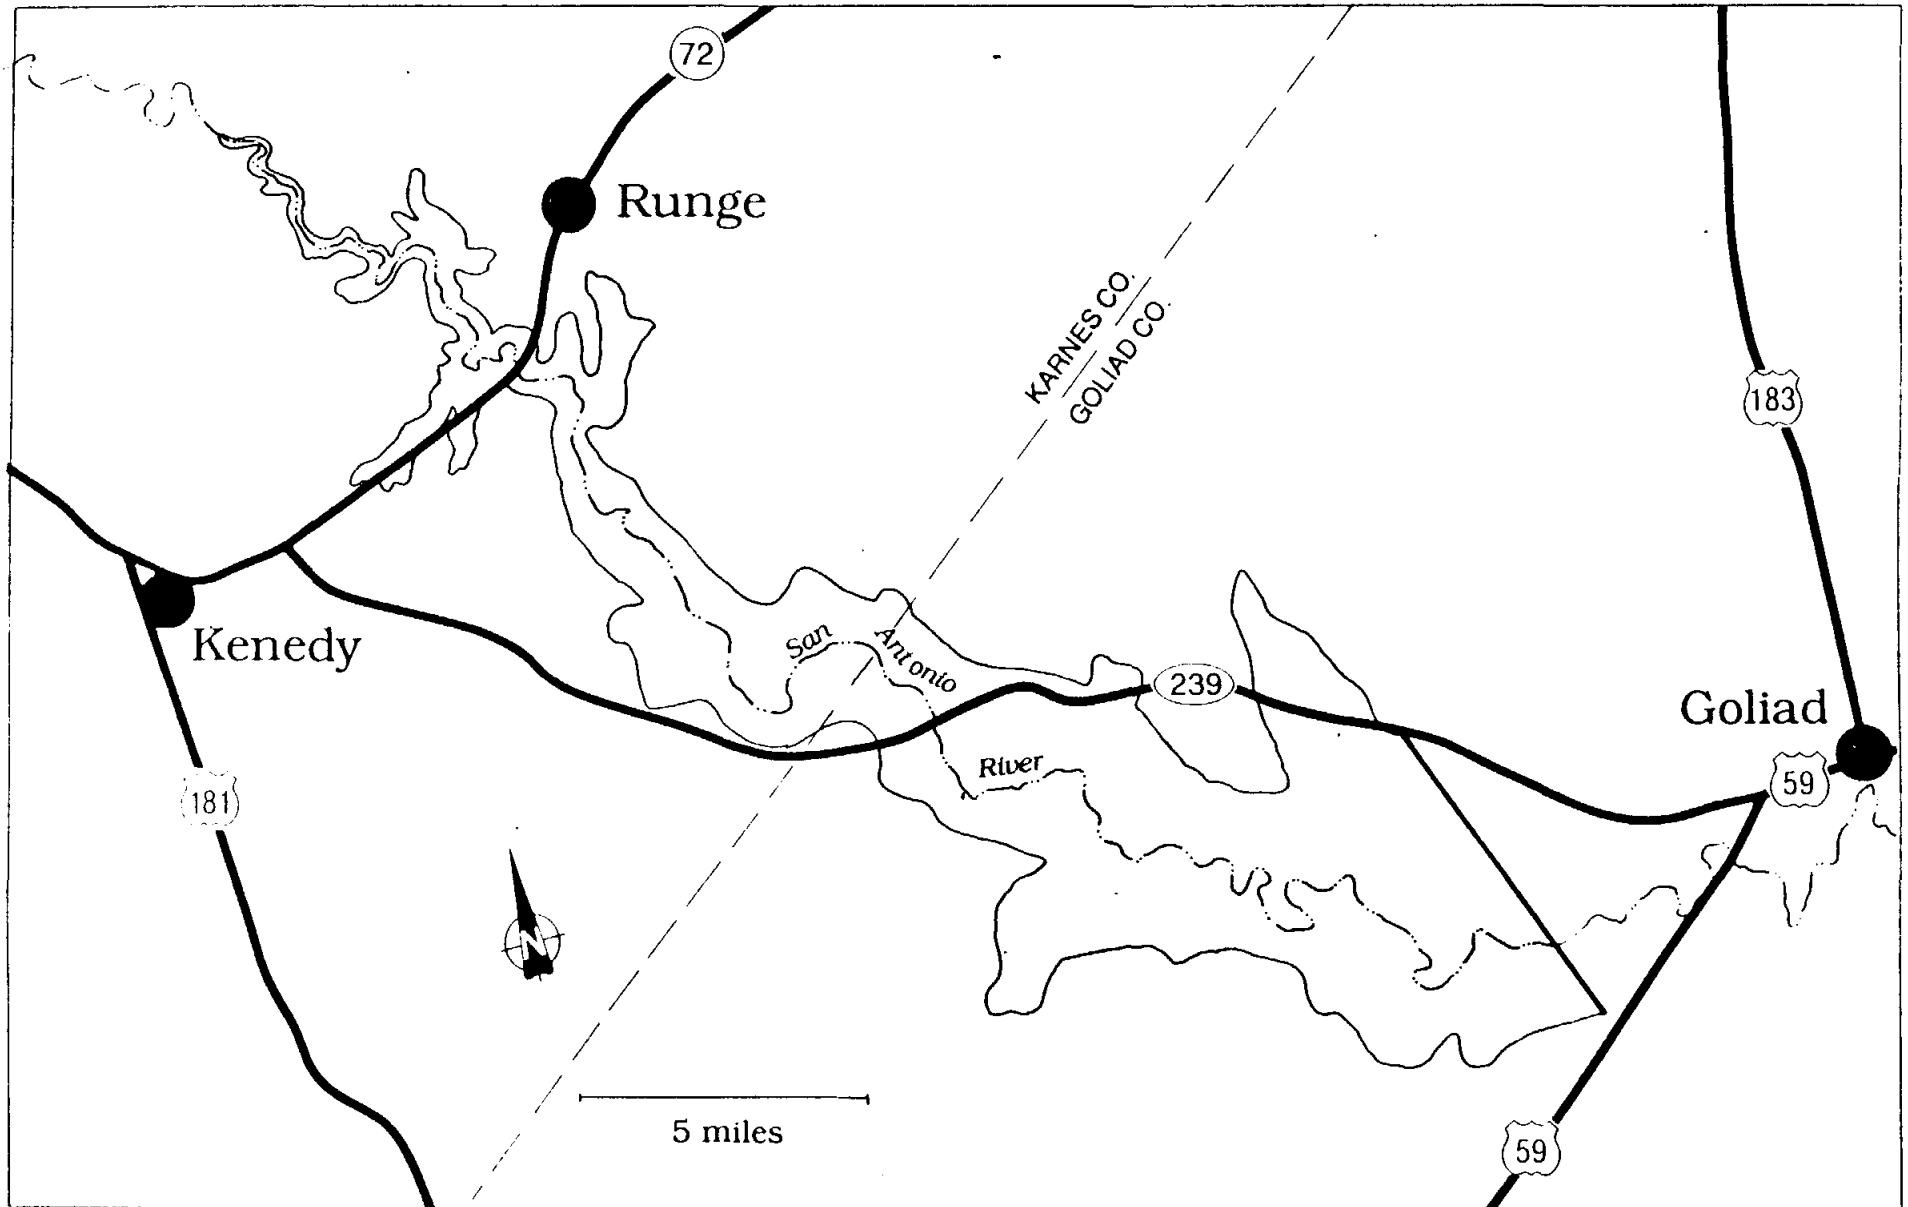 72
Runge
KARNES CO.
GOLIAD CO.
183
San Antonio River
Kenedy
239
Goliad
181
59
N
5 miles
59